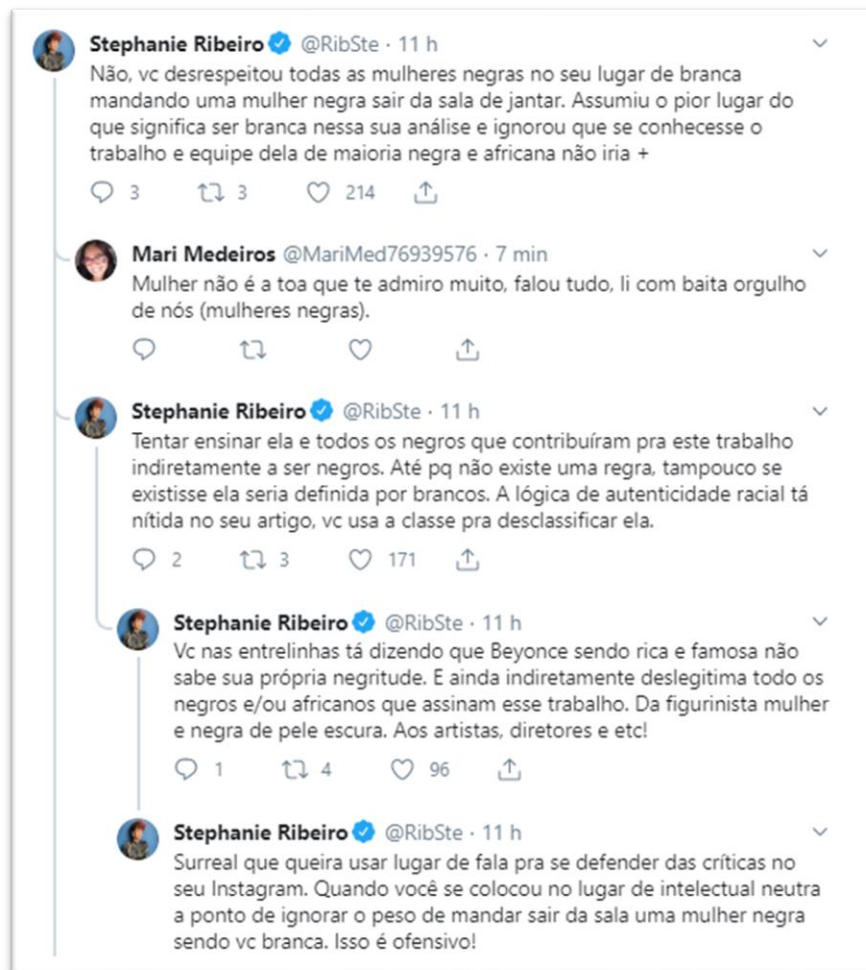 Stephanie Ribeiro @RibSte · 11 h
Não, vc desrespeitou todas as mulheres negras no seu lugar de branca
mandando uma mulher negra sair da sala de jantar. Assumiu o pior lugar do
que significa ser branca nessa sua análise e ignorou que se conhecesse o
trabalho e equipe dela de maioria negra e africana não iria +
3 3 214
Mari Medeiros @MariMed76939576 · 7 min
Mulher não é a toa que te admiro muito, falou tudo, li com baita orgulho
de nós (mulheres negras).
Stephanie Ribeiro @RibSte · 11 h
Tentar ensinar ela e todos os negros que contribuíram pra este trabalho
indiretamente a ser negros. Até pq não existe uma regra, tampouco se
existisse ela seria definida por brancos. A lógica de autenticidade racial tá
nítida no seu artigo, vc usa a classe pra desclassificar ela.
2 3 171
Stephanie Ribeiro @RibSte · 11 h
Vc nas entrelinhas tá dizendo que Beyonce sendo rica e famosa não
sabe sua própria negritude. E ainda indiretamente deslegitima todo os
negros e/ou africanos que assinam esse trabalho. Da figurinista mulher
e negra de pele escura. Aos artistas, diretores e etc!
1 4 96
Stephanie Ribeiro @RibSte · 11 h
Surreal que queira usar lugar de fala pra se defender das críticas no
seu Instagram. Quando você se colocou no lugar de intelectual neutra
a ponto de ignorar o peso de mandar sair da sala uma mulher negra
sendo vc branca. Isso é ofensivo!